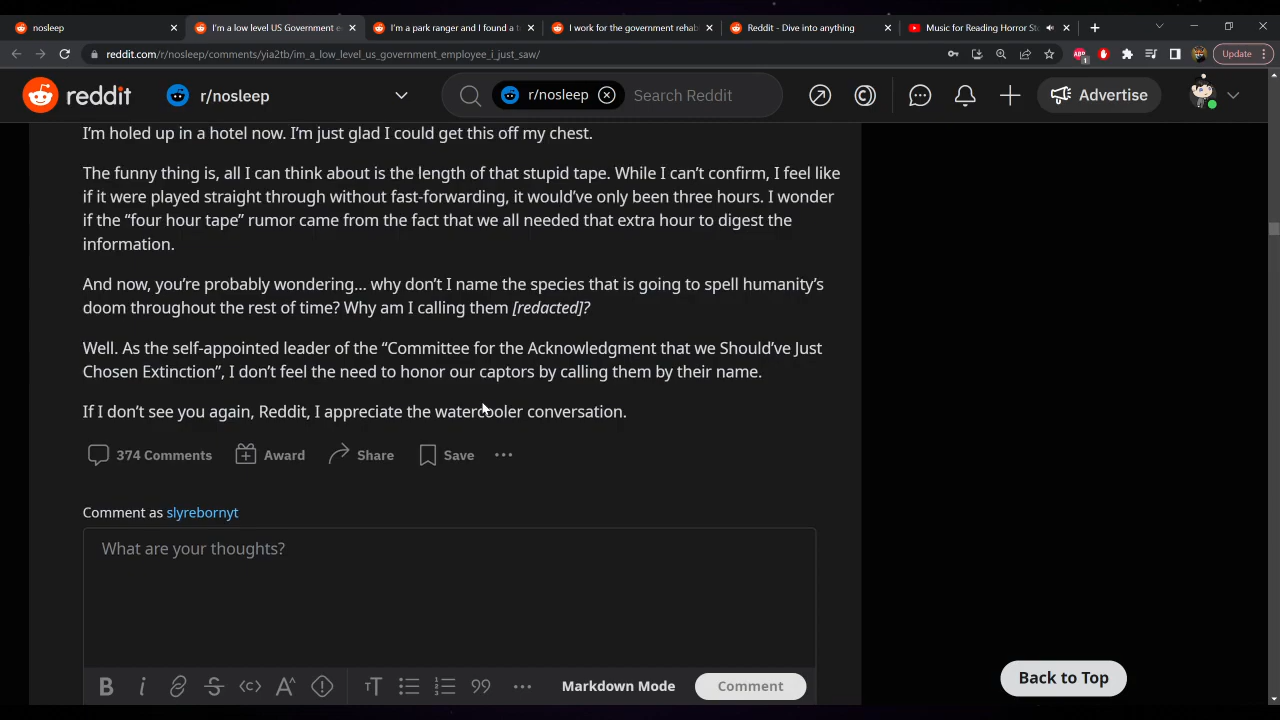 nosleep
I'm a low level US Government e
I'm a park ranger and I found a t
I work for the government rehab
Reddit - Dive into anything
Music for Reading Horror Sto
reddit.com/r/nosleep/comments/yia2tb/im_a_low_level_us_government_employee_i_just_saw/
Update
reddit
r/nosleep
r/nosleep
Search Reddit
Advertise
I'm holed up in a hotel now. I'm just glad I could get this off my chest.
The funny thing is, all I can think about is the length of that stupid tape. While I can't confirm, I feel like
if it were played straight through without fast-forwarding, it would've only been three hours. I wonder
if the “four hour tape” rumor came from the fact that we all needed that extra hour to digest the
information.
And now, you're probably wondering... why don't I name the species that is going to spell humanity's
doom throughout the rest of time? Why am I calling them [redacted]?
Well. As the self-appointed leader of the “Committee for the Acknowledgment that we Should've Just
Chosen Extinction”, I don't feel the need to honor our captors by calling them by their name.
If I don't see you again, Reddit, I appreciate the watercooler conversation.
374 Comments
Award
Share
Save
Comment as slyrebornyt
What are your thoughts?
Markdown Mode
Comment
Back to Top